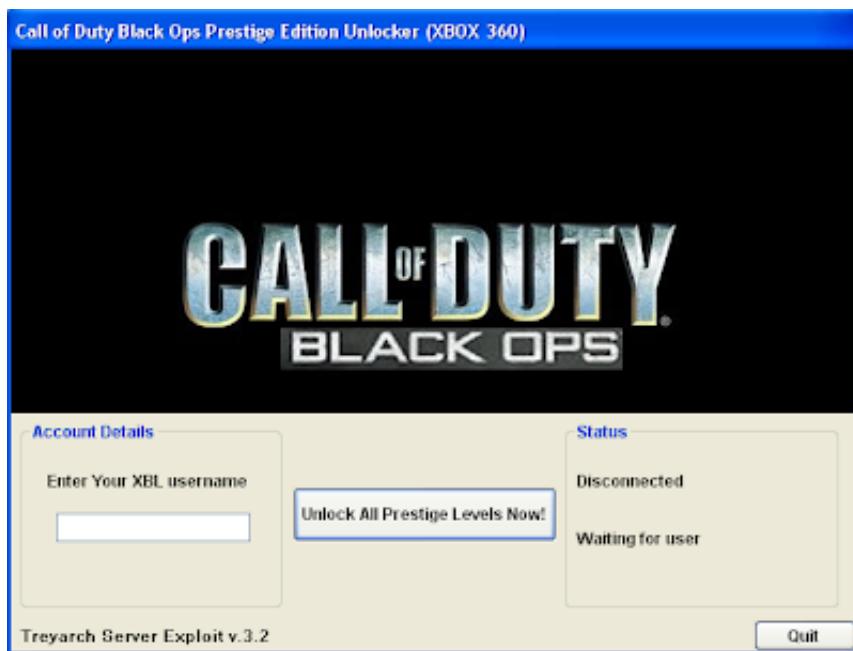 Call of Duty Black Ops Prestige Edition Unlocker (XBOX 360)
CALL OF DUTY®
BLACK OPS
Account Details
Enter Your XBL username
Unlock All Prestige Levels Now!
Status
Disconnected
Waiting for user
Treyarch Server Exploit v.3.2
Quit